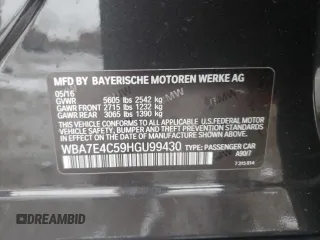 MFD BY BAYERISCHE MOTOREN WERKE AG
05/16
GVWR 5605 lbs 2542 kg
GAWR FRONT 2715 lbs 1232 kg
GAWR REAR 3065 lbs 1390 kg
THIS VEHICLE CONFORMS TO ALL APPLICABLE
FEDERAL MOTOR VEHICLE SAFETY, BUMPER, AND
THEFT PREVENTION STANDARDS IN EFFECT ON
THE DATE OF MANUFACTURE SHOWN ABOVE.
WBA7E4C59HGU99430 TYPE: PASSENGER CAR
A90/7
DREAMBID